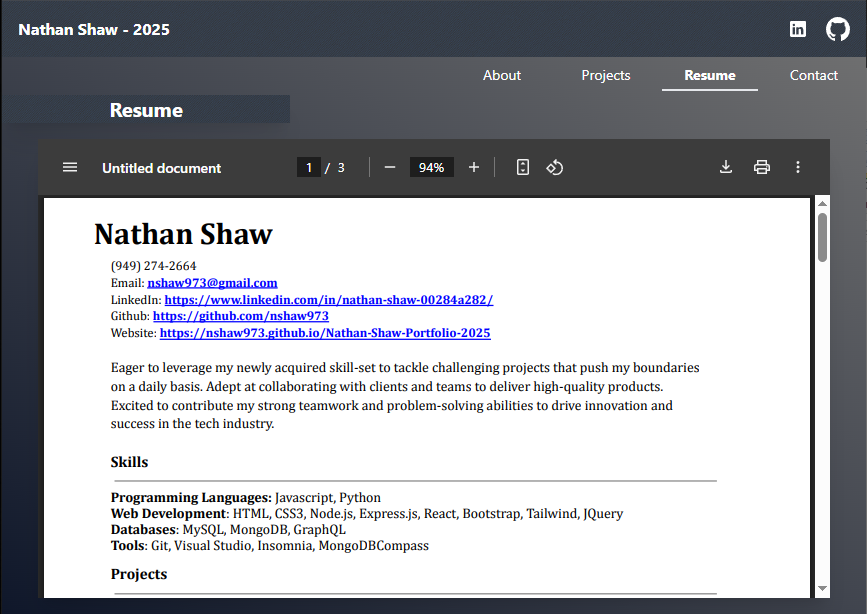 Nathan Shaw - 2025
in
About Projects Resume Contact
Resume
Untitled document 1 / 3 94%
Nathan Shaw
(949) 274-2664
Email: nshaw973@gmail.com
LinkedIn: https://www.linkedin.com/in/nathan-shaw-00284a282/
Github: https://github.com/nshaw973
Website: https://nshaw973.github.io/Nathan-Shaw-Portfolio-2025
Eager to leverage my newly acquired skill-set to tackle challenging projects that push my boundaries
on a daily basis. Adept at collaborating with clients and teams to deliver high-quality products.
Excited to contribute my strong teamwork and problem-solving abilities to drive innovation and
success in the tech industry.
Skills
Programming Languages: Javascript, Python
Web Development: HTML, CSS3, Node.js, Express.js, React, Bootstrap, Tailwind, JQuery
Databases: MySQL, MongoDB, GraphQL
Tools: Git, Visual Studio, Insomnia, MongoDBCompass
Projects